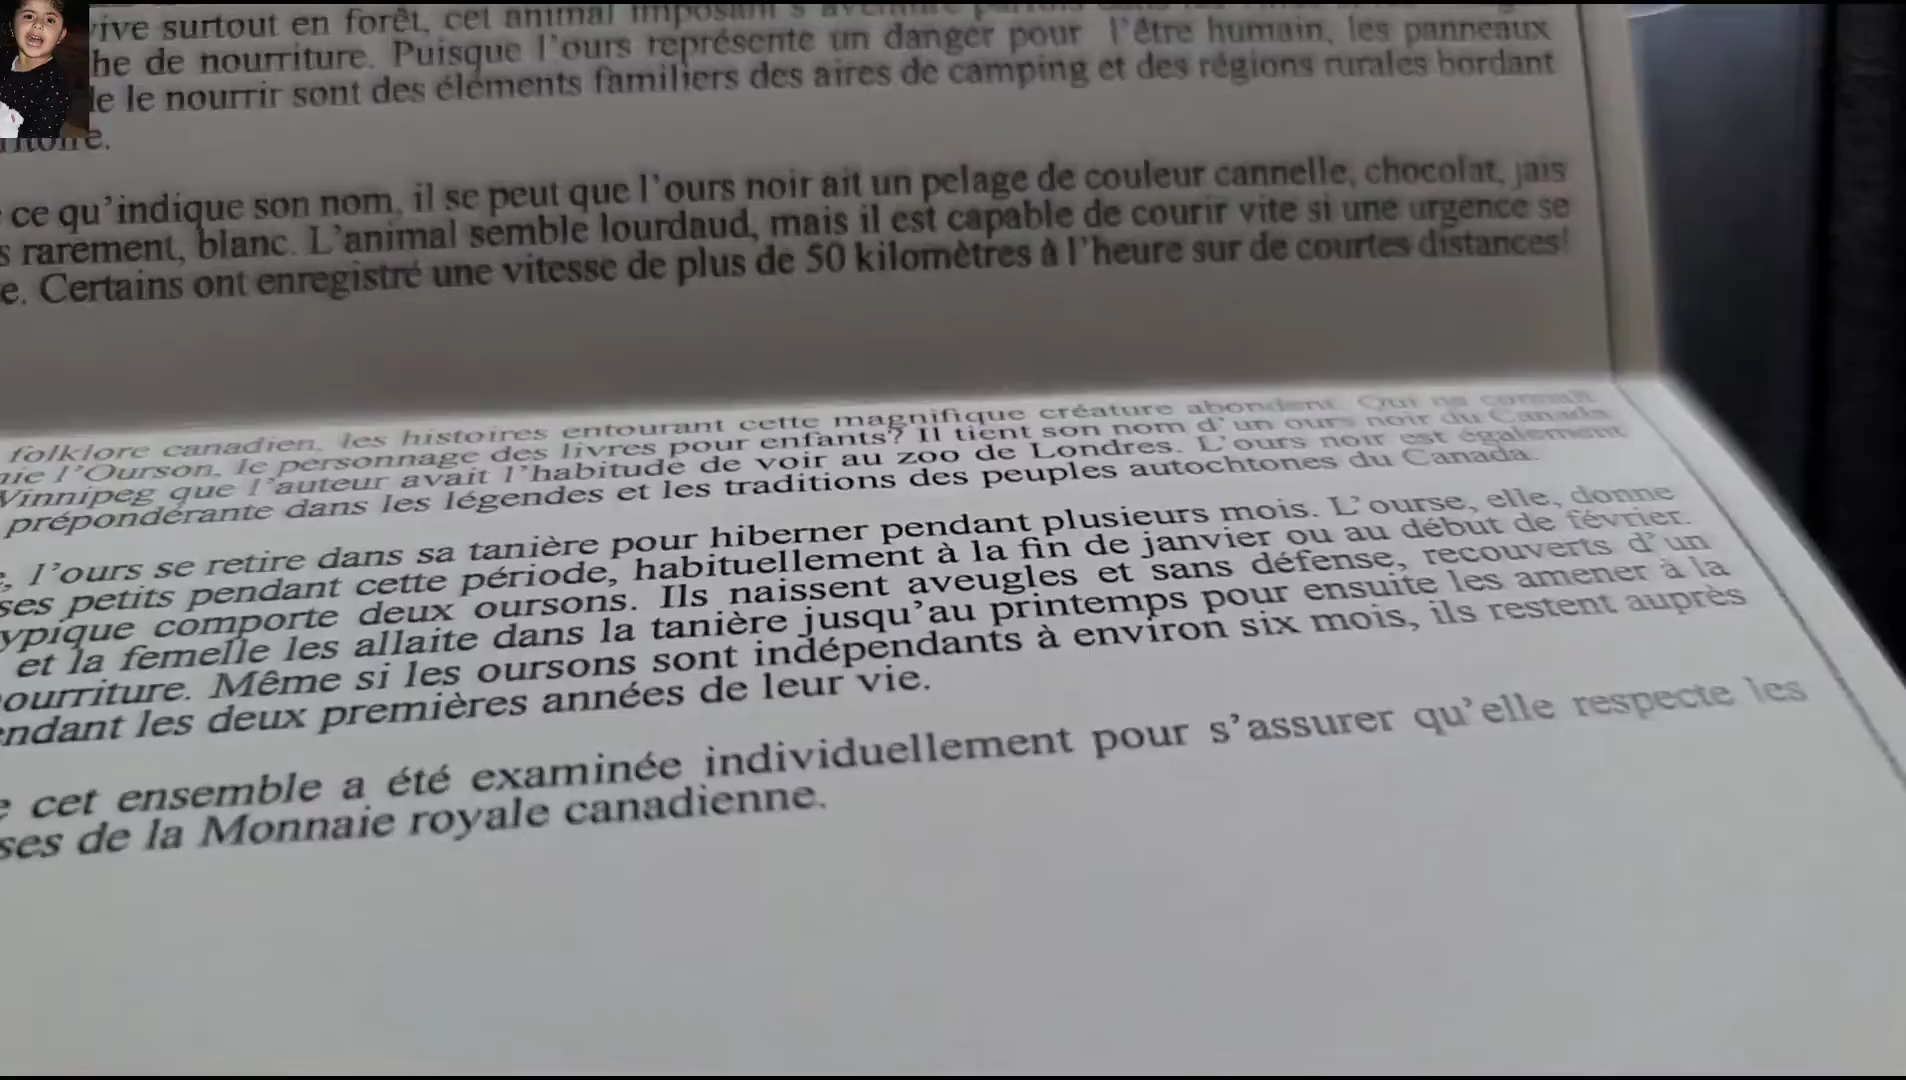 vive surtout en forêt, cet animal imposant s'aventure parfois dans les
he de nourriture. Puisque l'ours représente un danger pour l'être humain, les panneaux
le le nourrir sont des éléments familiers des aires de camping et des régions rurales bordant
itoire.
ce qu'indique son nom, il se peut que l'ours noir ait un pelage de couleur cannelle, chocolat, jais
s rarement, blanc. L'animal semble lourdaud, mais il est capable de courir vite si une urgence se
e. Certains ont enregistré une vitesse de plus de 50 kilomètres à l'heure sur de courtes distances!
folklore canadien, les histoires entourant cette magnifique créature abondent. Qui ne connaît
nie l'Ourson, le personnage des livres pour enfants? Il tient son nom d'un ours noir du Canada
Winnipeg que l'auteur avait l'habitude de voir au zoo de Londres. L'ours noir est également
prépondérante dans les légendes et les traditions des peuples autochtones du Canada.
, l'ours se retire dans sa tanière pour hiberner pendant plusieurs mois. L'ourse, elle, donne
ses petits pendant cette période, habituellement à la fin de janvier ou au début de février.
ypique comporte deux oursons. Ils naissent aveugles et sans défense, recouverts d'un
et la femelle les allaite dans la tanière jusqu'au printemps pour ensuite les amener à la
ourriture. Même si les oursons sont indépendants à environ six mois, ils restent auprès
endant les deux premières années de leur vie.
e cet ensemble a été examinée individuellement pour s'assurer qu'elle respecte les
ses de la Monnaie royale canadienne.